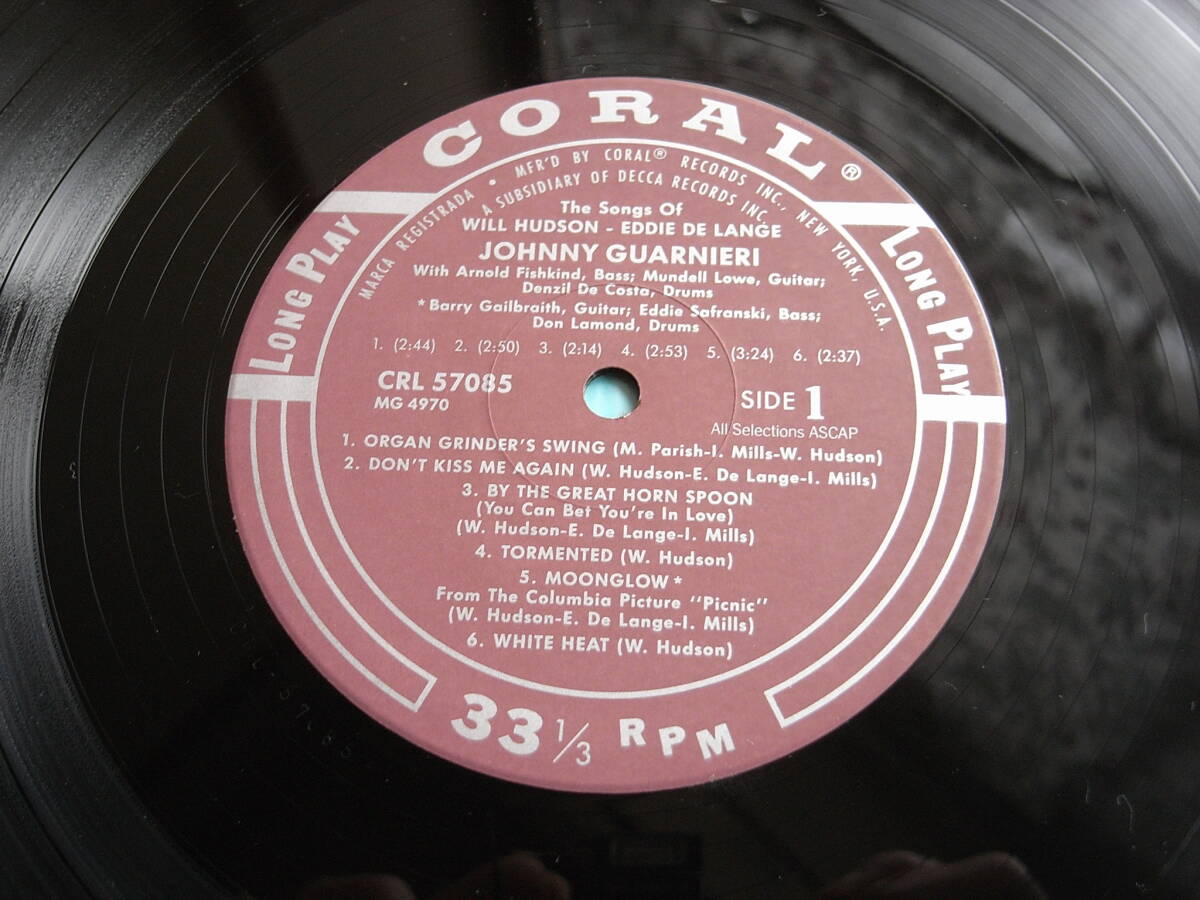 CORAL®
MARCA REGISTRADA • MFR'D BY CORAL® RECORDS INC., NEW YORK, U.S.A.
A SUBSIDIARY OF DECCA RECORDS INC.
LONG PLAY
LONG PLAY
The Songs Of
WILL HUDSON - EDDIE DE LANGE
JOHNNY GUARNIERI
With Arnold Fishkind, Bass; Mundell Lowe, Guitar;
Denzil De Costa, Drums
*Barry Gailbraith, Guitar; Eddie Safranski, Bass;
Don Lamond, Drums
1. (2:44) 2. (2:50) 3. (2:14) 4. (2:53) 5. (3:24) 6. (2:37)
CRL 57085
MG 4970
SIDE 1
All Selections ASCAP
1. ORGAN GRINDER'S SWING (M. Parish-I. Mills-W. Hudson)
2. DON'T KISS ME AGAIN (W. Hudson-E. De Lange-I. Mills)
3. BY THE GREAT HORN SPOON
(You Can Bet You're In Love)
(W. Hudson-E. De Lange-I. Mills)
4. TORMENTED (W. Hudson)
5. MOONGLOW*
From The Columbia Picture "Picnic"
(W. Hudson-E. De Lange-I. Mills)
6. WHITE HEAT (W. Hudson)
33 1/3 RPM